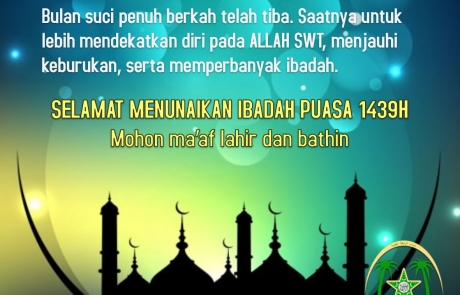 Bulan suci penuh berkah telah tiba. Saatnya untuk
lebih mendekatkan diri pada ALLAH SWT, menjauhi
keburukan, serta memperbanyak ibadah.
SELAMAT MENUNAIKAN IBADAH PUASA 1439H
Mohon ma'af lahir dan bathin